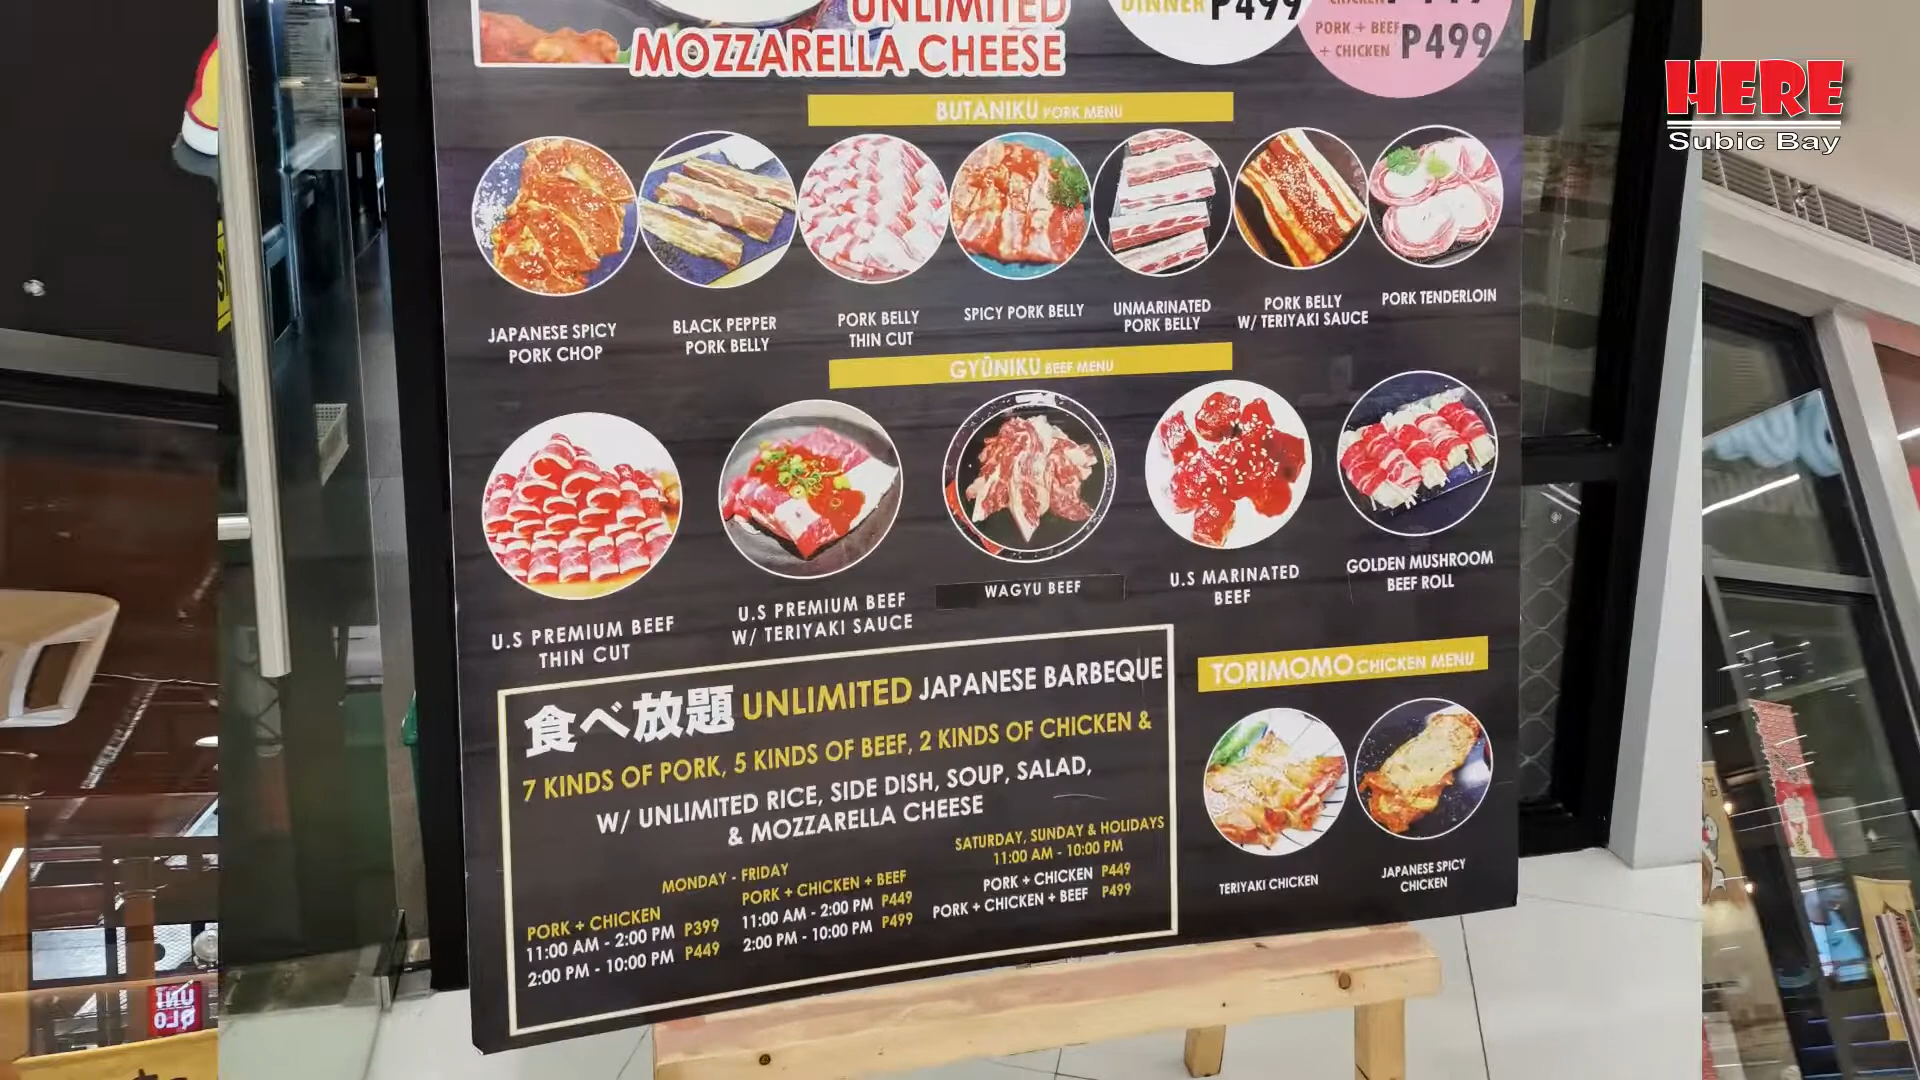 UNLIMITED
MOZZARELLA CHEESE
DINNER P499
CHICKEN
PORK + BEEF
+ CHICKEN P499
HERE
Subic Bay
BUTANIKU PORK MENU
JAPANESE SPICY
PORK CHOP
BLACK PEPPER
PORK BELLY
PORK BELLY
THIN CUT
SPICY PORK BELLY
UNMARINATED
PORK BELLY
PORK BELLY
W/ TERIYAKI SAUCE
PORK TENDERLOIN
GYŪNIKU BEEF MENU
U.S PREMIUM BEEF
THIN CUT
U.S PREMIUM BEEF
W/ TERIYAKI SAUCE
WAGYU BEEF
U.S MARINATED
BEEF
GOLDEN MUSHROOM
BEEF ROLL
食べ放題 UNLIMITED JAPANESE BARBEQUE
7 KINDS OF PORK, 5 KINDS OF BEEF, 2 KINDS OF CHICKEN &
W/ UNLIMITED RICE, SIDE DISH, SOUP, SALAD,
& MOZZARELLA CHEESE
MONDAY - FRIDAY
PORK + CHICKEN
11:00 AM - 2:00 PM P399
2:00 PM - 10:00 PM P449
PORK + CHICKEN + BEEF
11:00 AM - 2:00 PM P449
2:00 PM - 10:00 PM P499
SATURDAY, SUNDAY & HOLIDAYS
11:00 AM - 10:00 PM
PORK + CHICKEN P449
PORK + CHICKEN + BEEF P499
TORIMOMO CHICKEN MENU
TERIYAKI CHICKEN
JAPANESE SPICY
CHICKEN
UNI
QLO